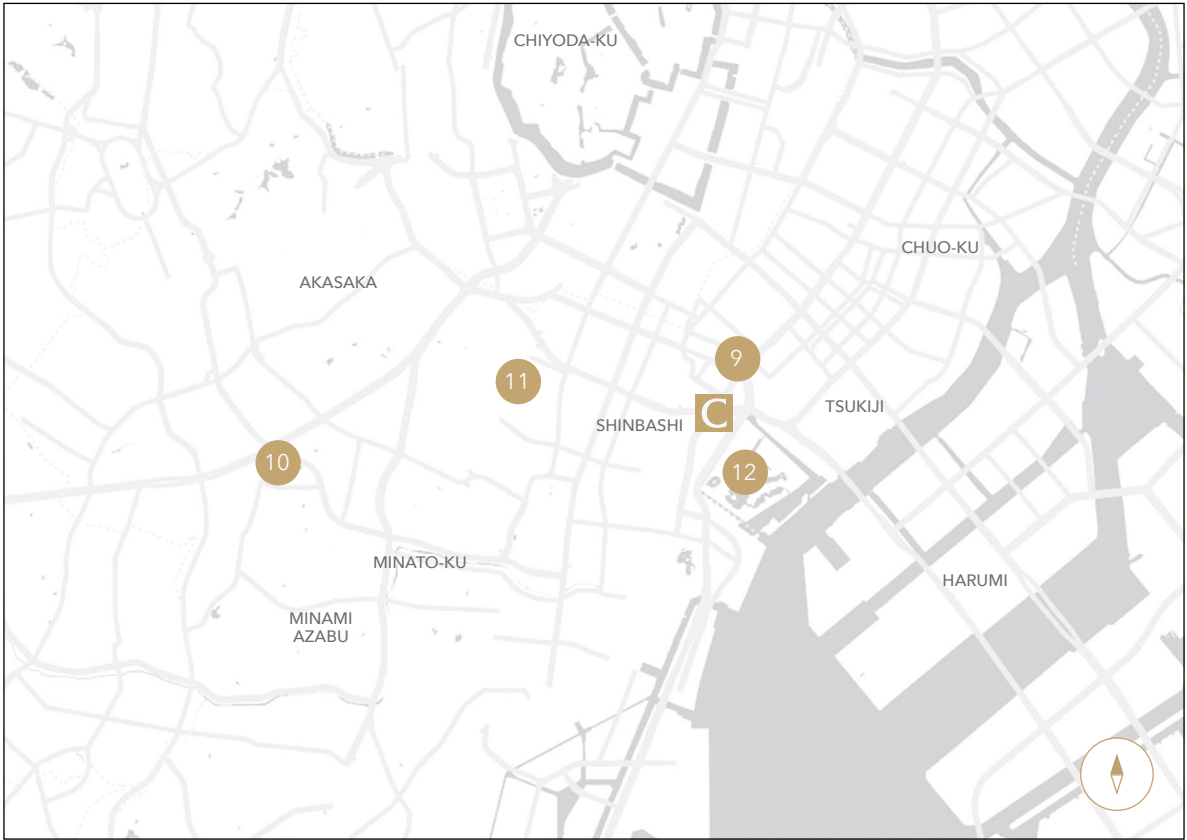 CHIYODA-KU
CHUO-KU
AKASAKA
9
11
C
TSUKIJI
SHINBASHI
10
12
MINATO-KU
HARUMI
MINAMI
AZABU